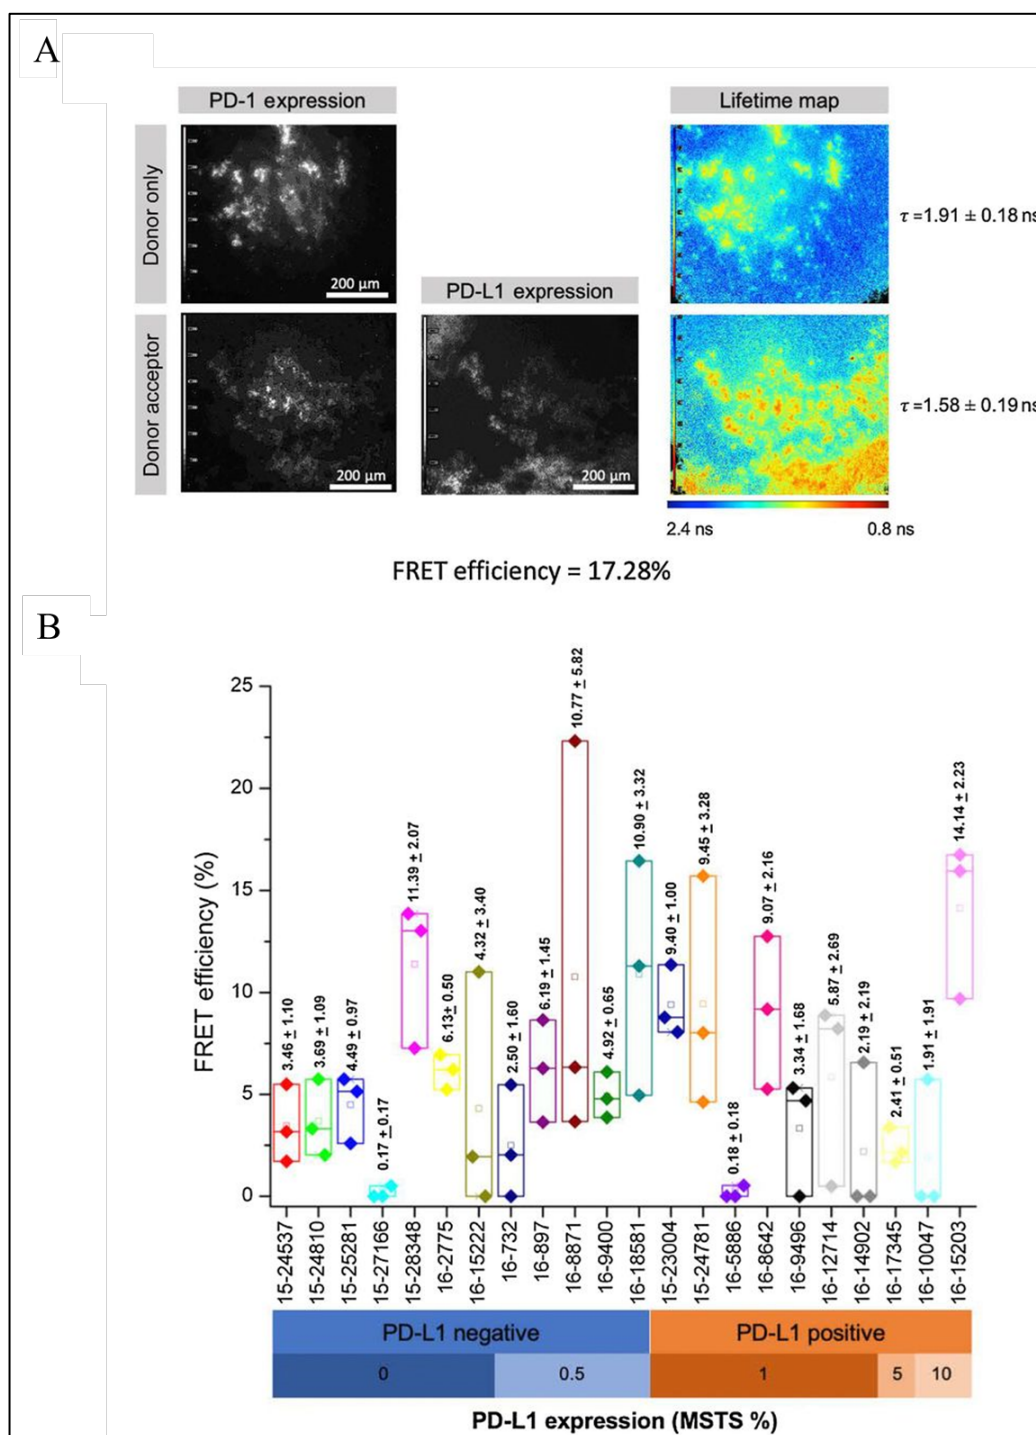 A
PD-1 expression
Lifetime map
Donor only
200 µm
τ =1.91 ± 0.18 ns
PD-L1 expression
Donor acceptor
200 µm
200 µm
τ =1.58 ± 0.19 ns
2.4 ns
0.8 ns
FRET efficiency = 17.28%
B
FRET efficiency (%)
25
20
15
10
5
0
3.46 ± 1.10
3.69 ± 1.09
4.49 ± 0.97
0.17 ± 0.17
11.39 ± 2.07
6.13± 0.50
4.32 ± 3.40
2.50 ± 1.60
6.19 ± 1.45
10.77 ± 5.82
4.92 ± 0.65
10.90 ± 3.32
9.40 ± 1.00
9.45 ± 3.28
0.18 ± 0.18
9.07 ± 2.16
3.34 ± 1.68
5.87 ± 2.69
2.19 ± 2.19
2.41 ± 0.51
1.91 ± 1.91
14.14 ± 2.23
15-24537
15-24810
15-25281
15-27166
15-28348
16-2775
16-15222
16-732
16-897
16-8871
16-9400
16-18581
15-23004
15-24781
16-5886
16-8642
16-9496
16-12714
16-14902
16-17345
16-10047
16-15203
PD-L1 negative
PD-L1 positive
0
0.5
1
5
10
PD-L1 expression (MSTS %)